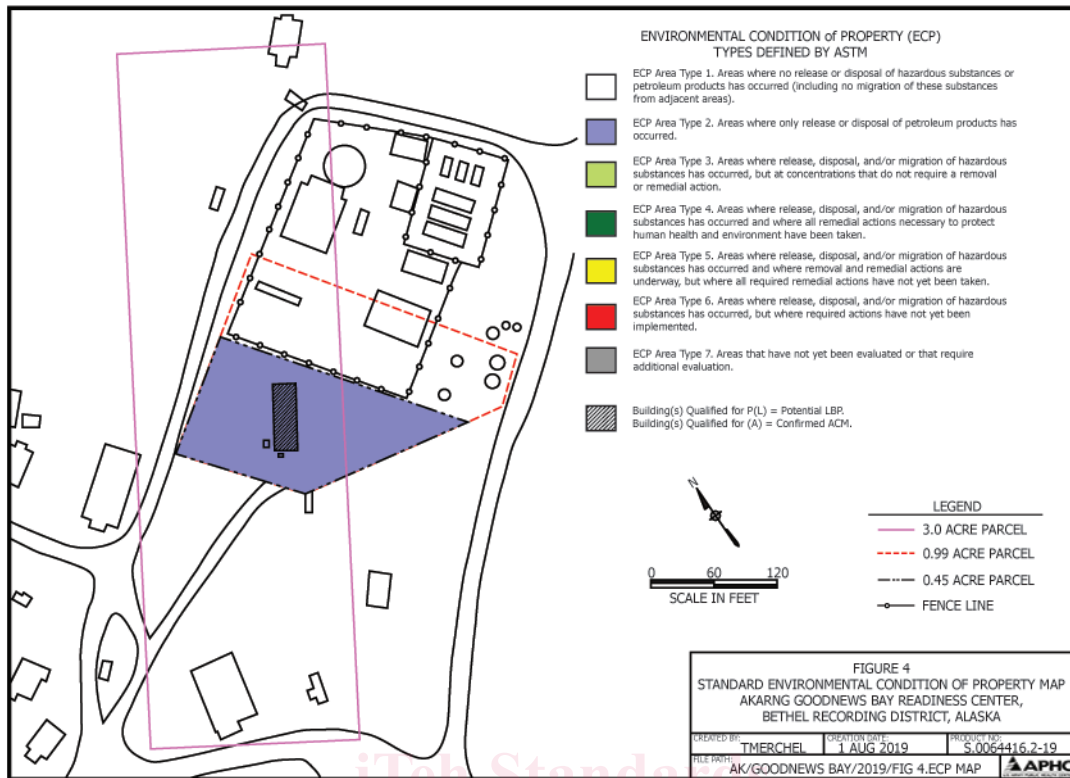 ENVIRONMENTAL CONDITION of PROPERTY (ECP)
TYPES DEFINED BY ASTM
ECP Area Type 1. Areas where no release or disposal of hazardous substances or
petroleum products has occurred (including no migration of these substances
from adjacent areas).
ECP Area Type 2. Areas where only release or disposal of petroleum products has
occurred.
ECP Area Type 3. Areas where release, disposal, and/or migration of hazardous
substances has occurred, but at concentrations that do not require a removal
or remedial action.
ECP Area Type 4. Areas where release, disposal, and/or migration of hazardous
substances has occurred and where all remedial actions necessary to protect
human health and environment have been taken.
ECP Area Type 5. Areas where release, disposal, and/or migration of hazardous
substances has occurred and where removal and remedial actions are
underway, but where all required remedial actions have not yet been taken.
ECP Area Type 6. Areas where release, disposal, and/or migration of hazardous
substances has occurred, but where required actions have not yet been
implemented.
ECP Area Type 7. Areas that have not yet been evaluated or that require
additional evaluation.
Building(s) Qualified for P(L) = Potential LBP.
Building(s) Qualified for (A) = Confirmed ACM.
N
0 60 120
SCALE IN FEET
LEGEND
3.0 ACRE PARCEL
0.99 ACRE PARCEL
0.45 ACRE PARCEL
FENCE LINE
FIGURE 4
STANDARD ENVIRONMENTAL CONDITION OF PROPERTY MAP
AKARNG GOODNEWS BAY READINESS CENTER,
BETHEL RECORDING DISTRICT, ALASKA
CREATED BY: CREATION DATE: PRODUCT NO:
TMERCHEL 1 AUG 2019 S.0064416.2-19
FILE PATH:
AK/GOODNEWS BAY/2019/FIG 4.ECP MAP
iTeh Standard